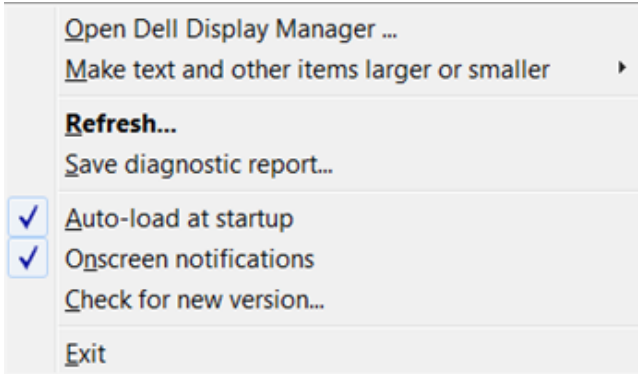 Open Dell Display Manager ...
Make text and other items larger or smaller
Refresh...
Save diagnostic report...
Auto-load at startup
Onscreen notifications
Check for new version...
Exit